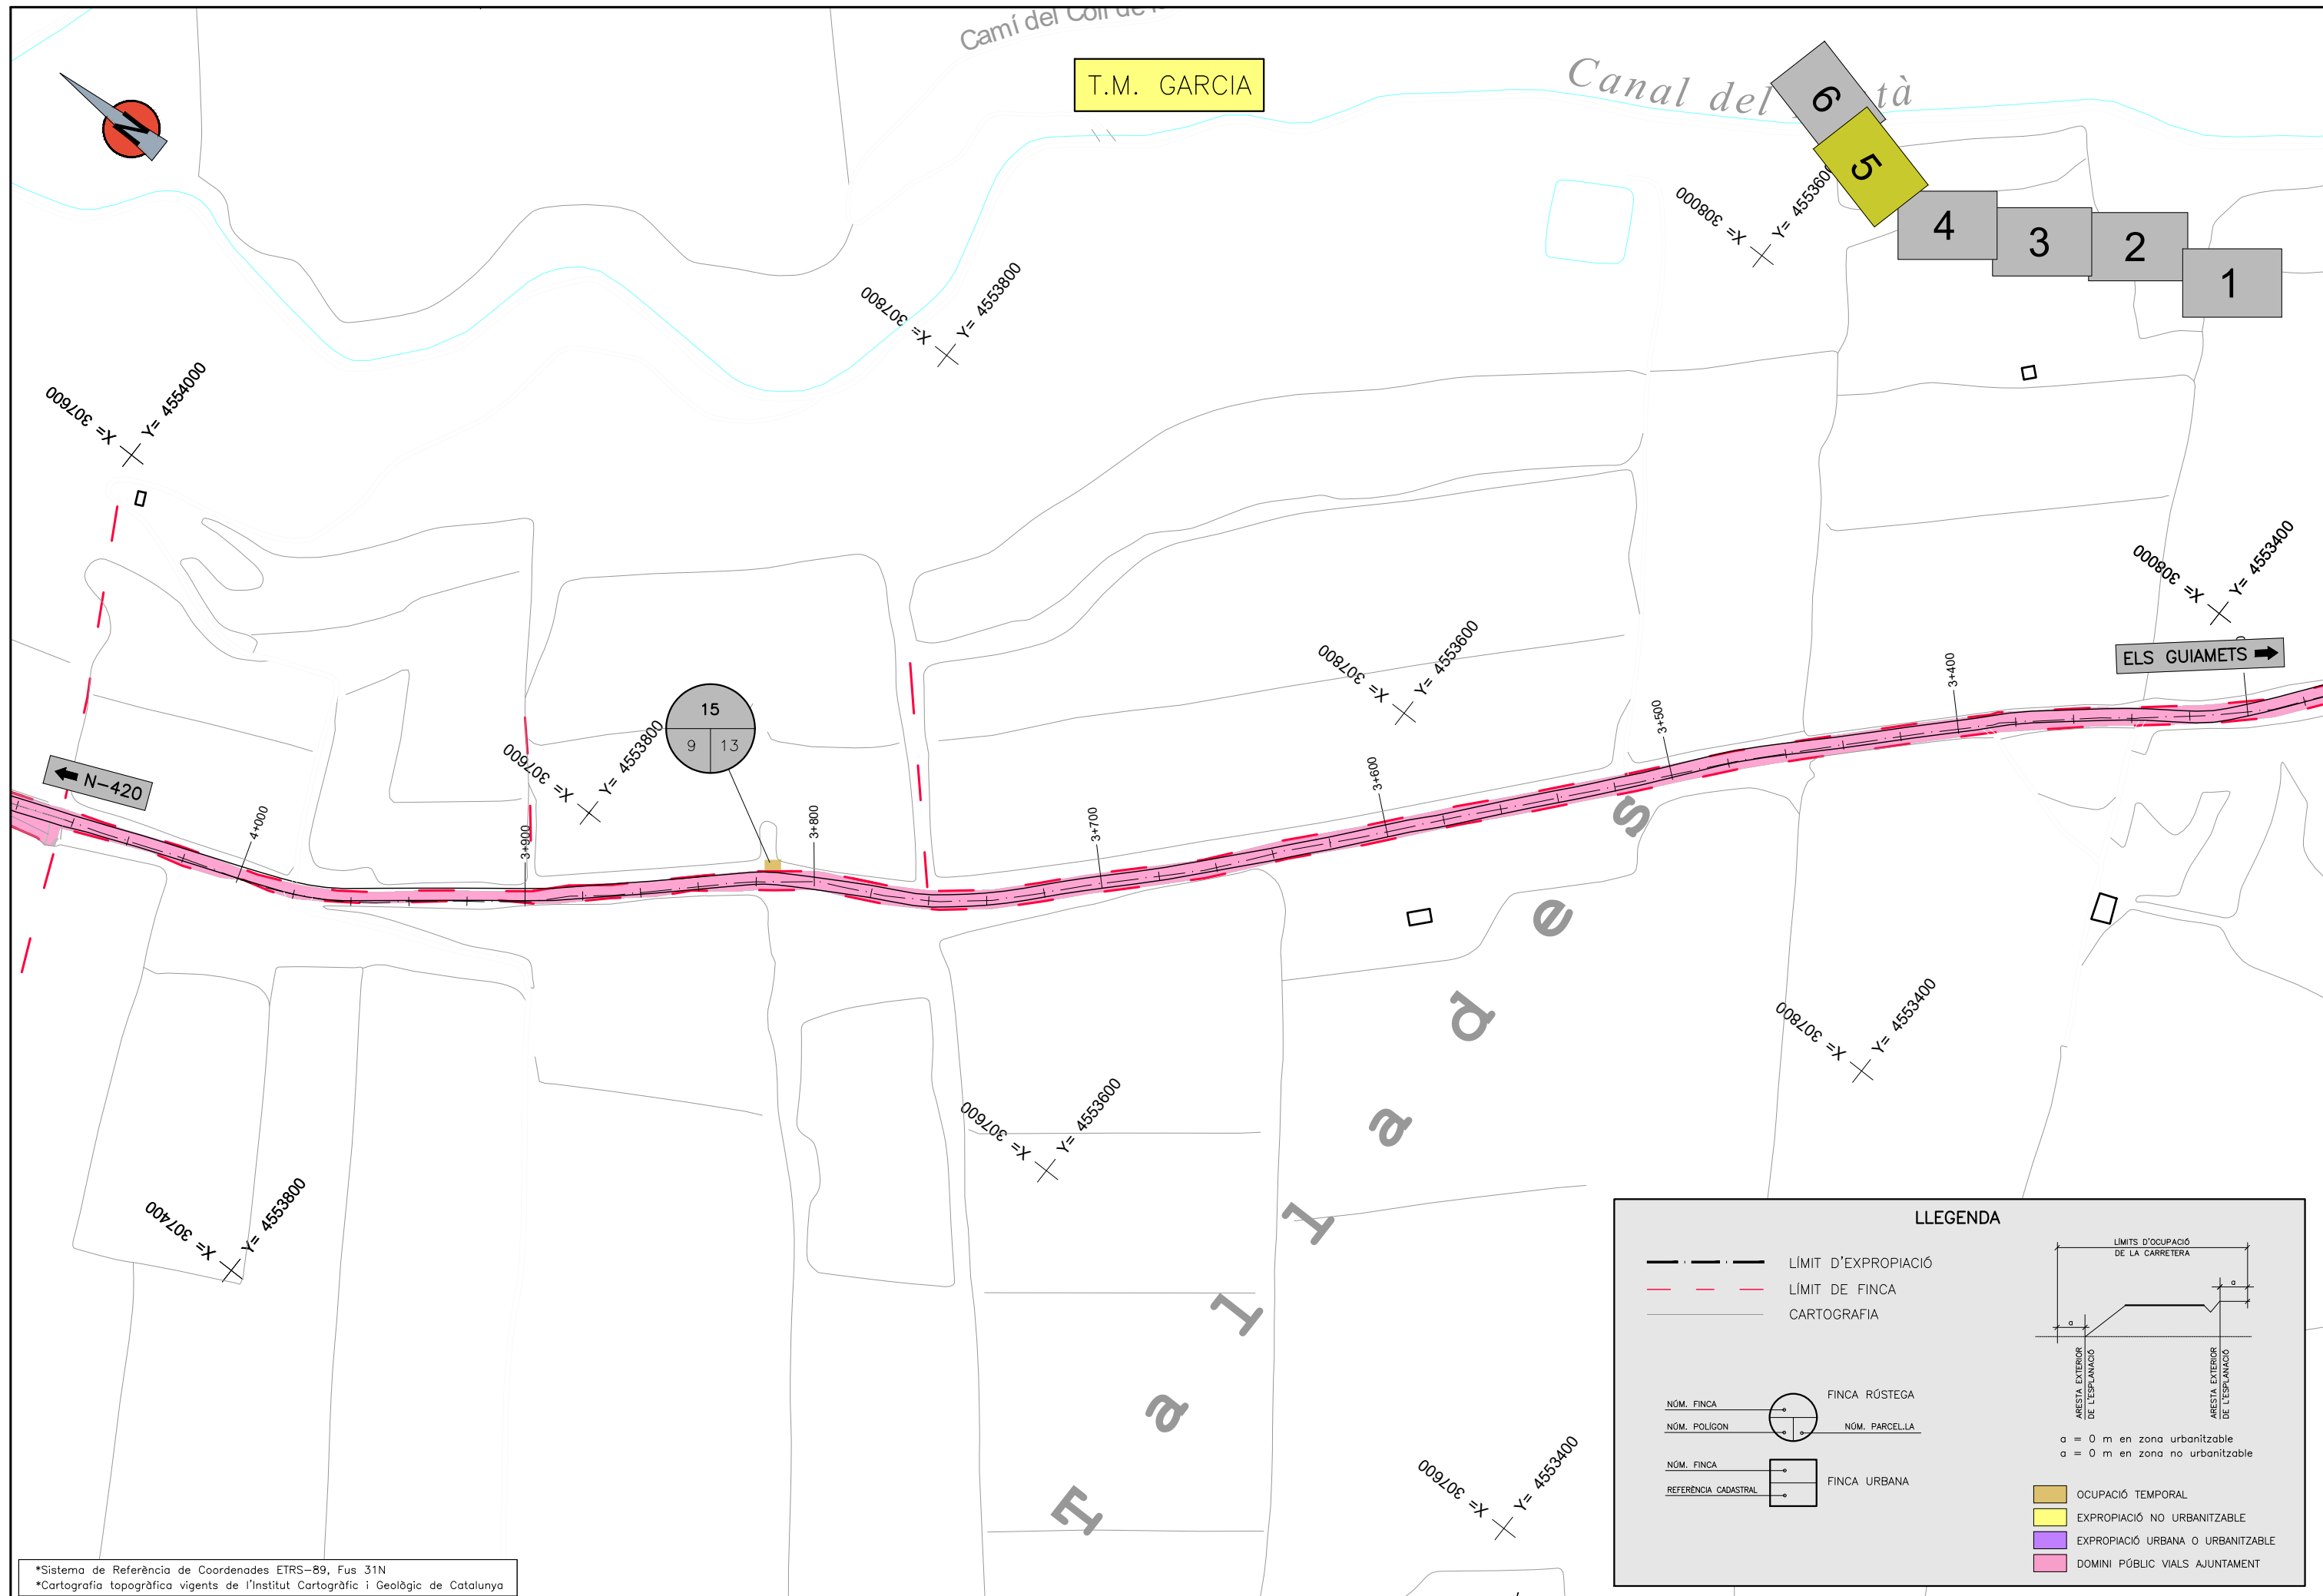 Camí del Coll de
T.M. GARCIA
Canal del
tà
N
6
5
4
3
2
1
X= 308000
Y= 4553600
X= 307800
Y= 4553800
X= 307600
Y= 4554000
X= 308000
Y= 4553400
X= 307800
Y= 4553600
X= 307600
Y= 4553800
ELS GUIAMETS
N-420
15
9 13
4+000
3+900
3+800
3+700
3+600
3+500
3+400
Tallades
X= 307800
Y= 4553400
X= 307600
Y= 4553600
X= 307400
Y= 4553800
X= 307600
Y= 4553400
LLEGENDA
LÍMIT D'EXPROPIACIÓ
LÍMIT DE FINCA
CARTOGRAFIA
LÍMITS D'OCUPACIÓ
DE LA CARRETERA
a
a
ARESTA EXTERIOR
DE L'ESPLANACIÓ
ARESTA EXTERIOR
DE L'ESPLANACIÓ
a = 0 m en zona urbanitzable
a = 0 m en zona no urbanitzable
NÚM. FINCA
FINCA RÚSTEGA
NÚM. POLÍGON
NÚM. PARCEL.LA
NÚM. FINCA
FINCA URBANA
REFERÈNCIA CADASTRAL
OCUPACIÓ TEMPORAL
EXPROPIACIÓ NO URBANITZABLE
EXPROPIACIÓ URBANA O URBANITZABLE
DOMINI PÚBLIC VIALS AJUNTAMENT
*Sistema de Referència de Coordenades ETRS-89, Fus 31N
*Cartografia topogràfica vigents de l'Institut Cartogràfic i Geològic de Catalunya